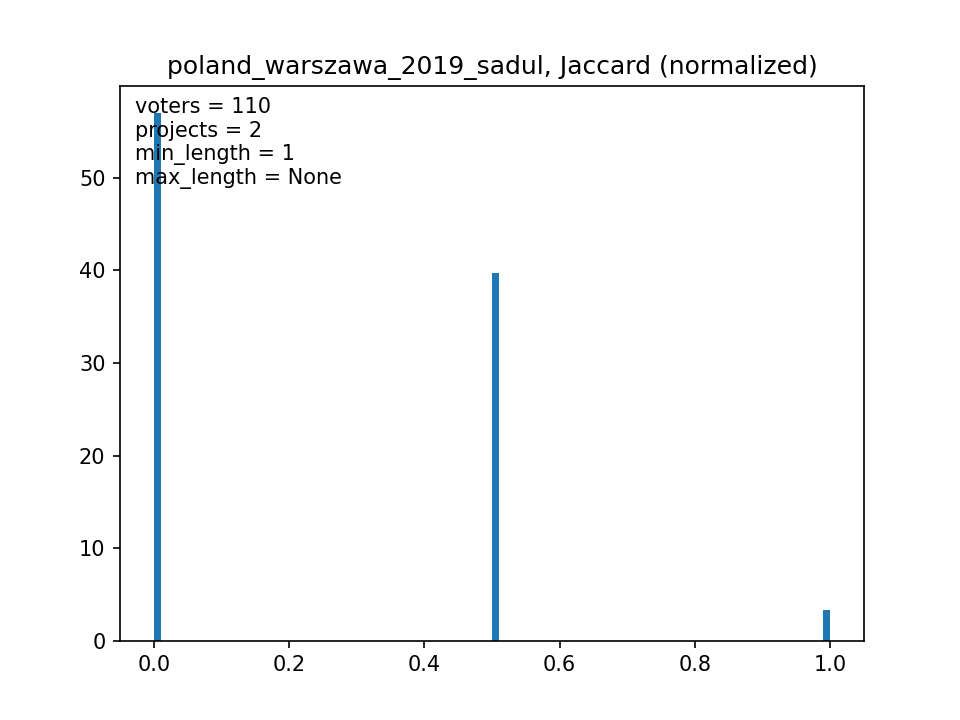 poland_warszawa_2019_sadul, Jaccard (normalized)
voters = 110
projects = 2
min_length = 1
max_length = None
50
40
30
20
10
0
0.0 0.2 0.4 0.6 0.8 1.0